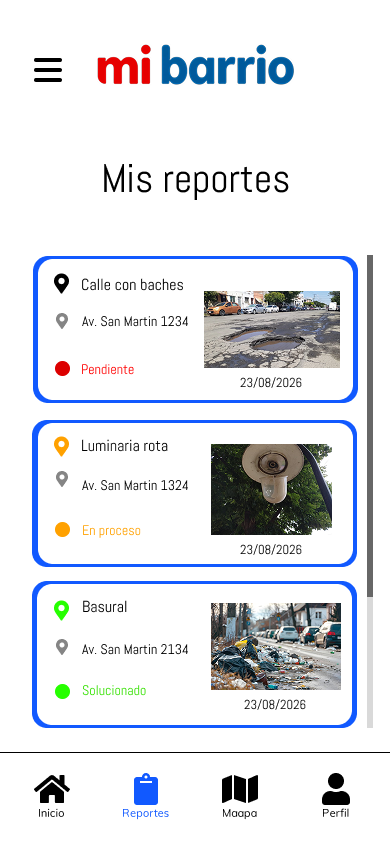 mi barrio
Mis reportes
Calle con baches
Av. San Martin 1234
Pendiente
23/08/2026
Luminaria rota
Av. San Martin 1324
En proceso
23/08/2026
Basural
Av. San Martin 2134
Solucionado
23/08/2026
Inicio
Reportes
Maapa
Perfil